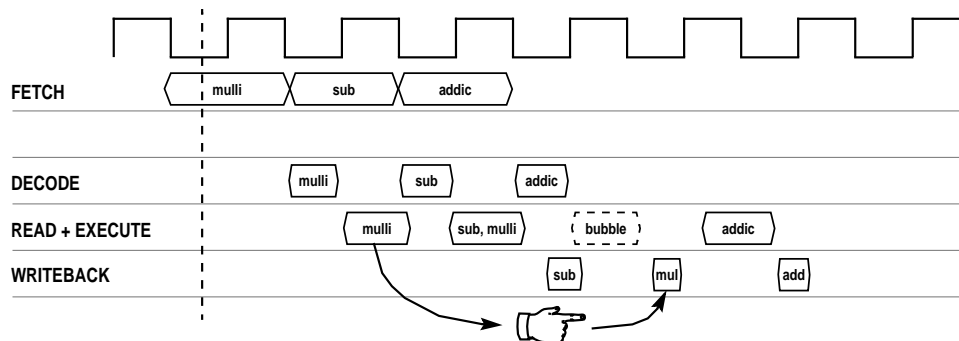 FETCH mulli sub addic
DECODE mulli sub addic
READ + EXECUTE mulli sub, mulli bubble addic
WRITEBACK sub mul add